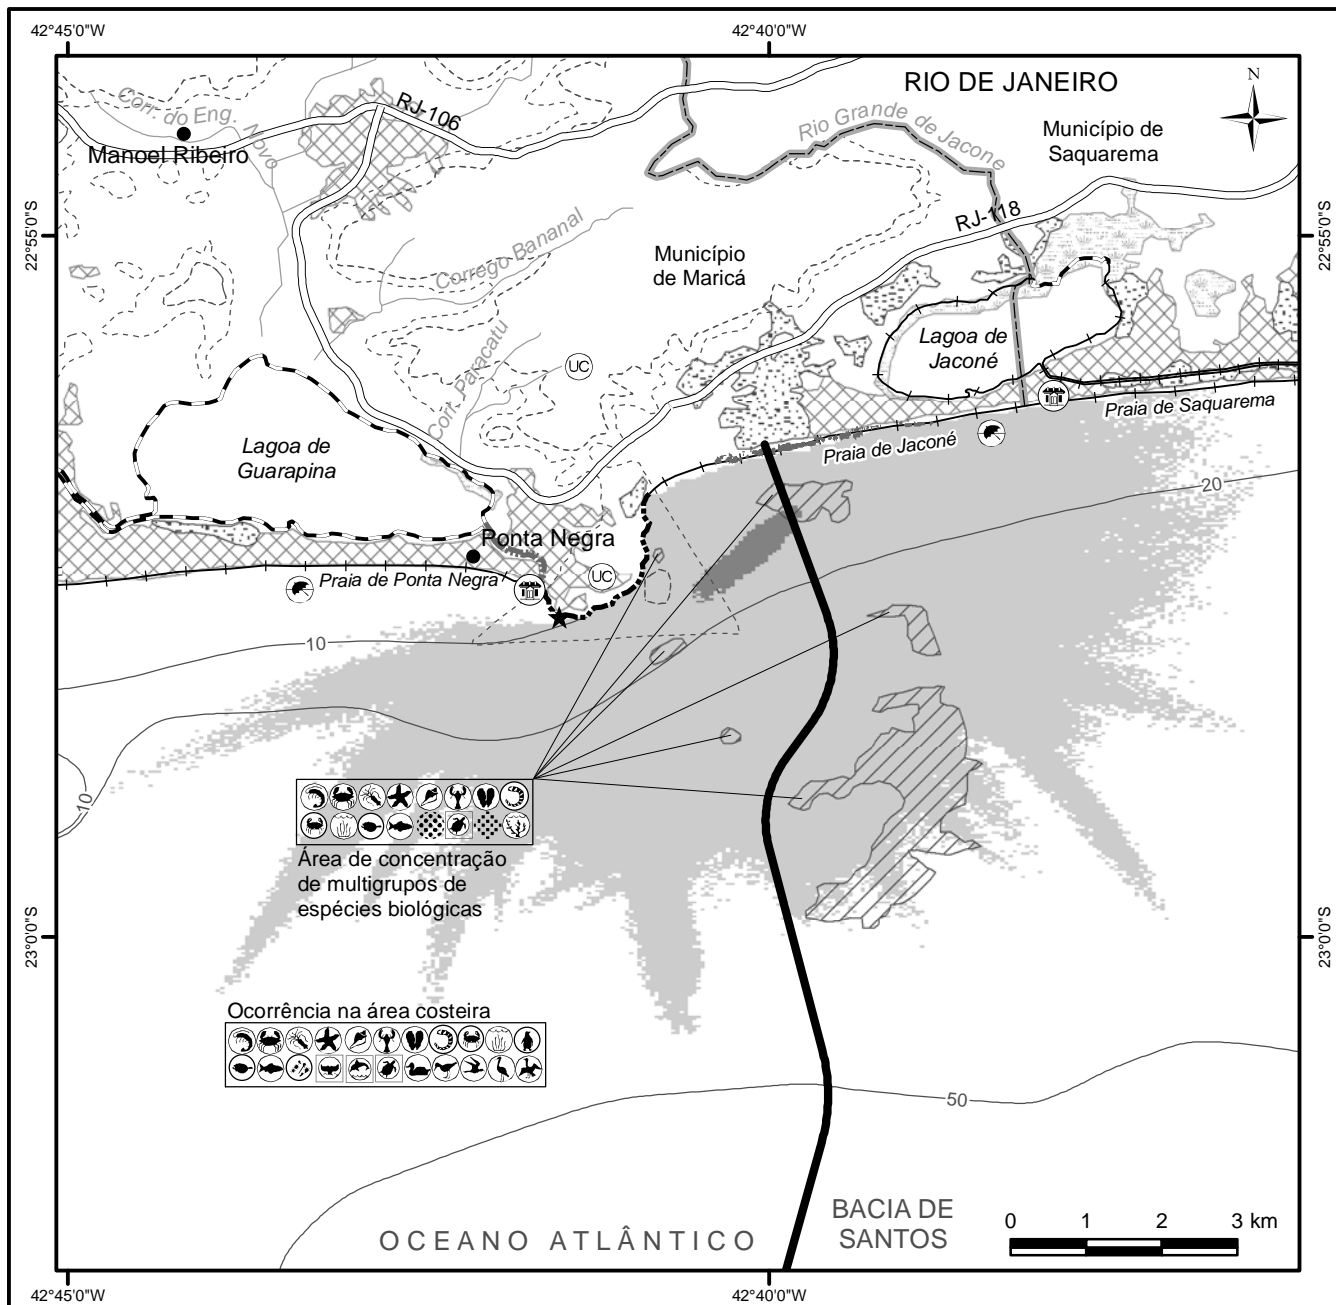 42°45'0"W
42°40'0"W
RIO DE JANEIRO
N
Corr. do Eng. Novo
RJ-106
Manoel Ribeiro
Rio Grande de Jacone
Município de
Saquarema
22°55'0"S
22°55'0"S
RJ-118
Corrego Bananal
Município
de Maricá
Corr. Paracatu
UC
Lagoa de
Jaconé
Praia de Saquarema
Lagoa de
Guarapina
Praia de Jaconé
20
Ponta Negra
UC
Praia de Ponta Negra
10
10
Área de concentração
de multigrupos de
espécies biológicas
23°0'0"S
23°0'0"S
Ocorrência na área costeira
50
BACIA DE
SANTOS
OCEANO ATLÂNTICO
0 1 2 3 km
42°45'0"W
42°40'0"W